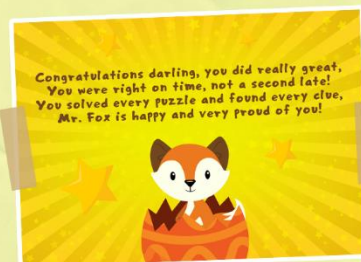 Congratulations darling, you did really great,
You were right on time, not a second late!
You solved every puzzle and found every clue,
Mr. Fox is happy and very proud of you!